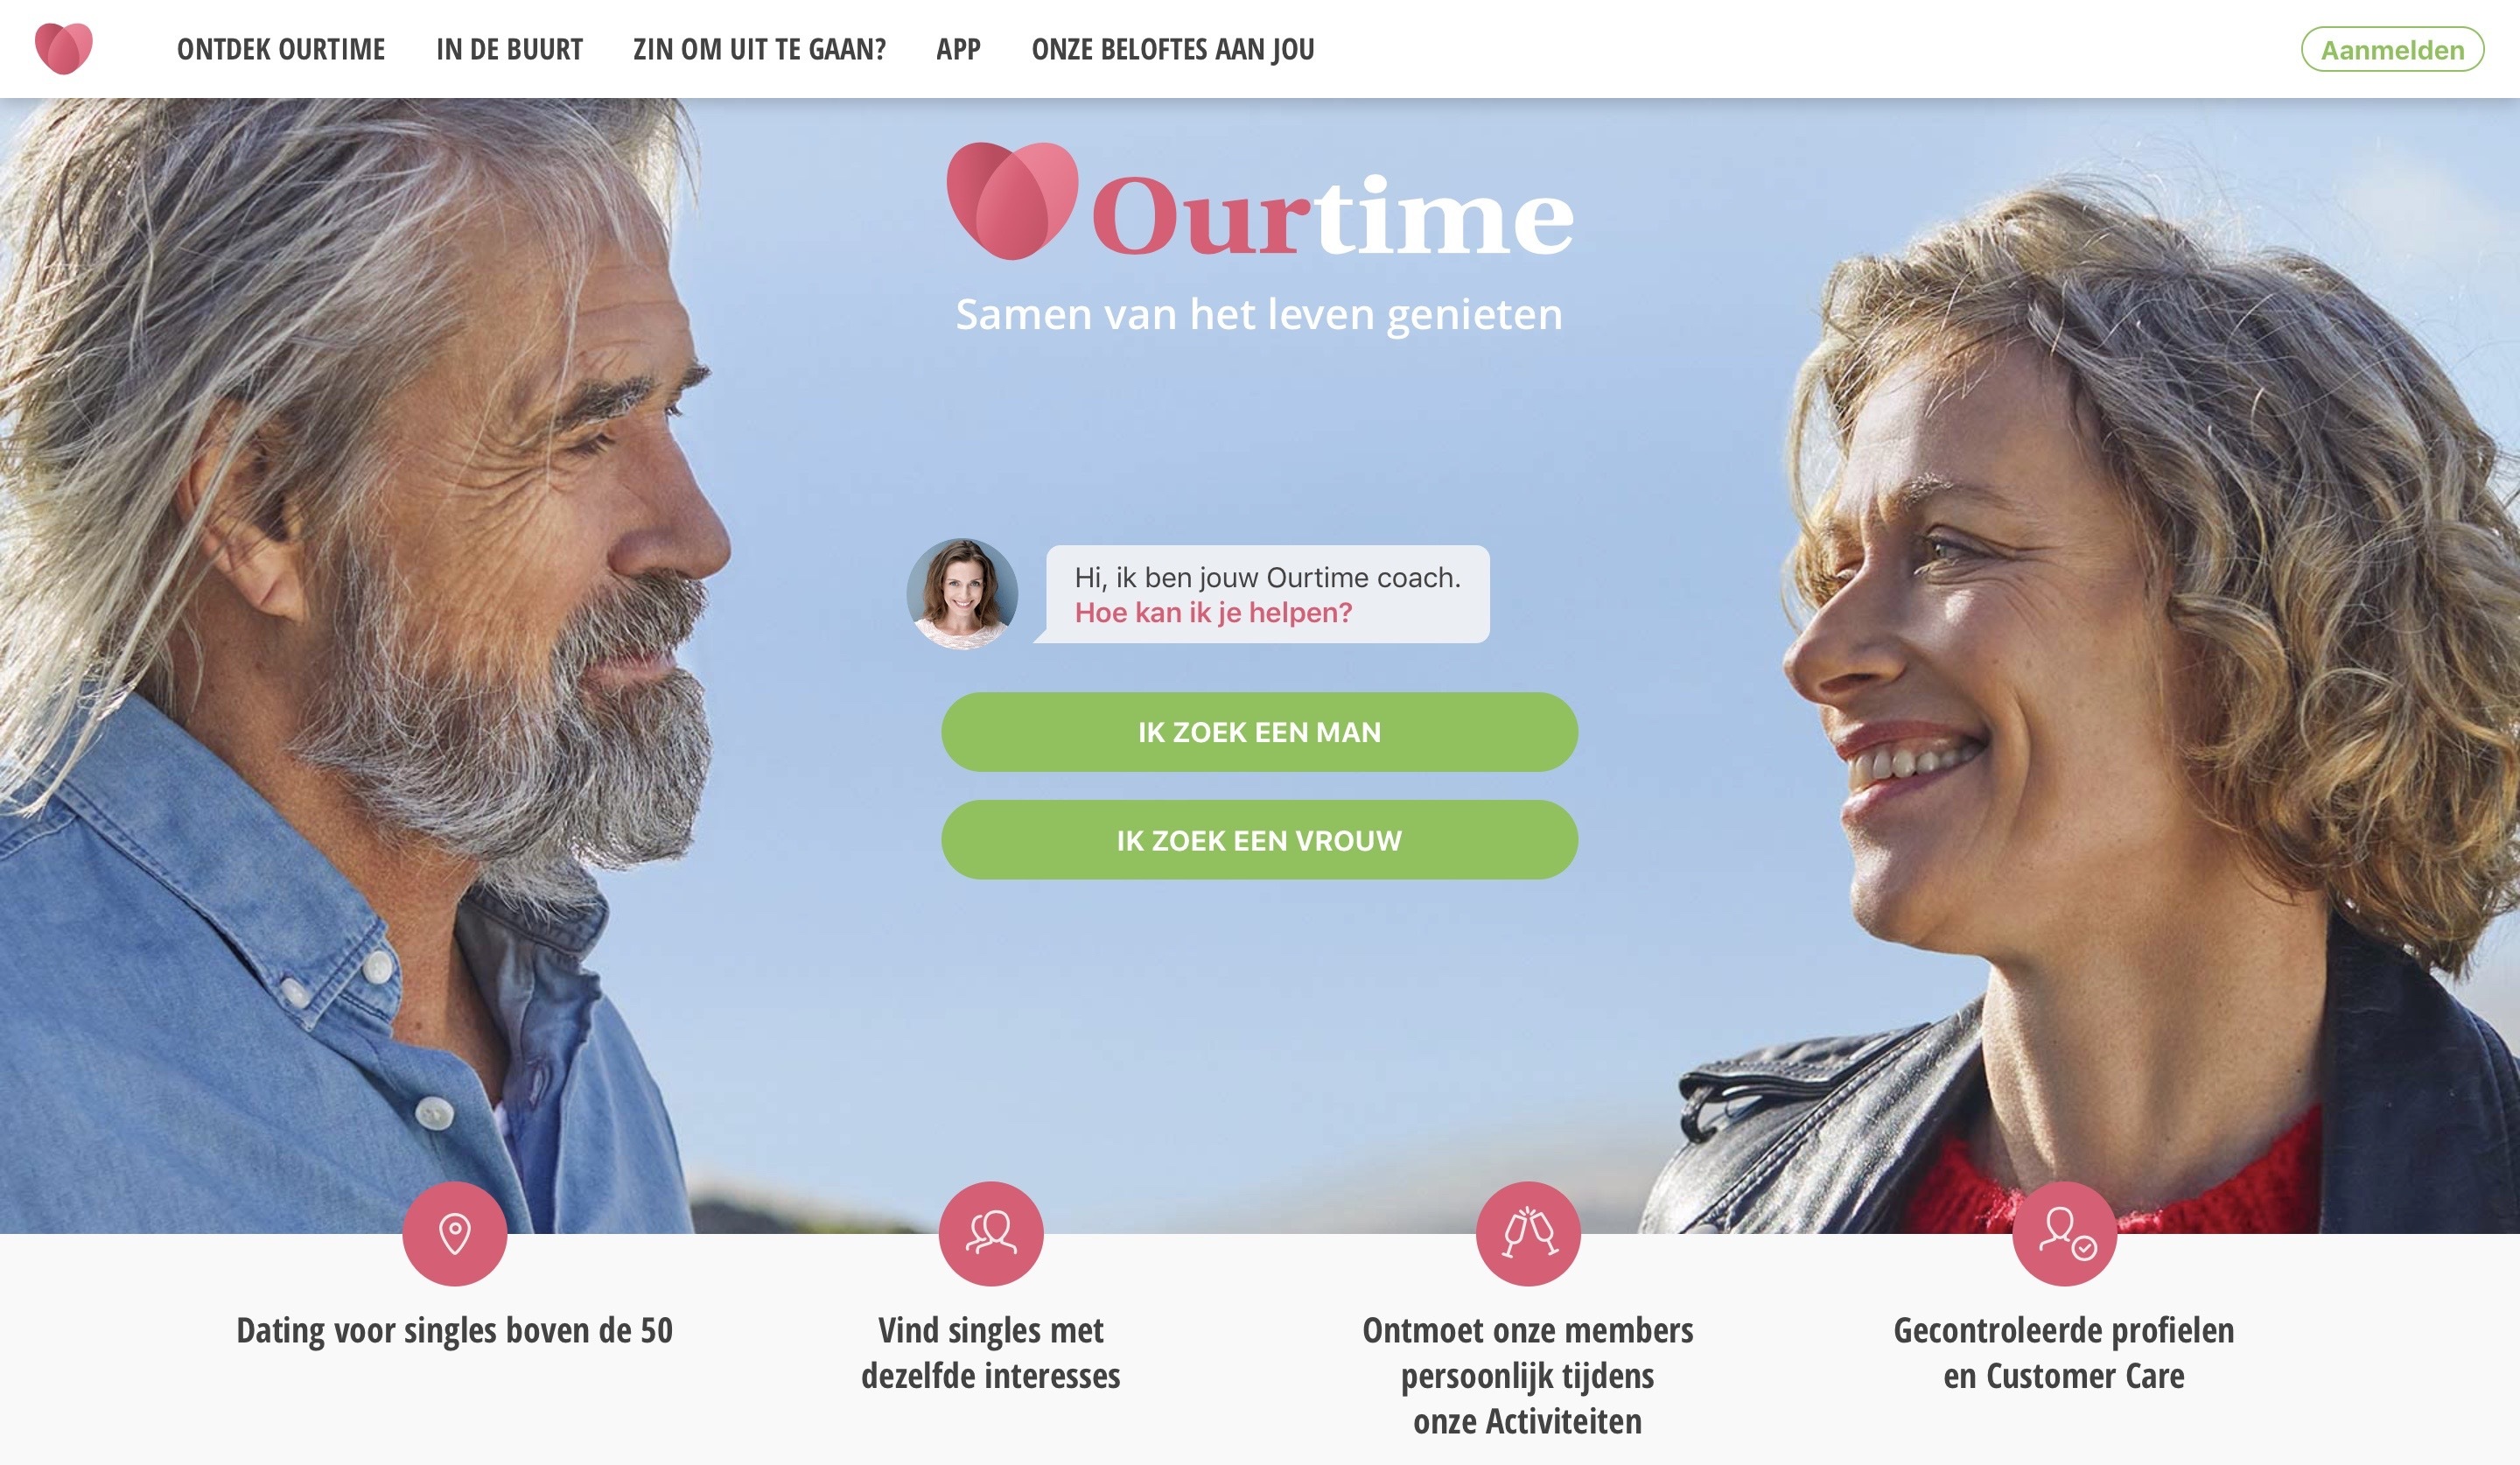 ONTDEK OURTIME IN DE BUURT ZIN OM UIT TE GAAN? APP ONZE BELOFTES AAN JOU Aanmelden
Ourtime
Samen van het leven genieten
Hi, ik ben jouw Ourtime coach.
Hoe kan ik je helpen?
IK ZOEK EEN MAN
IK ZOEK EEN VROUW
Dating voor singles boven de 50
Vind singles met
dezelfde interesses
Ontmoet onze members
persoonlijk tijdens
onze Activiteiten
Gecontroleerde profielen
en Customer Care